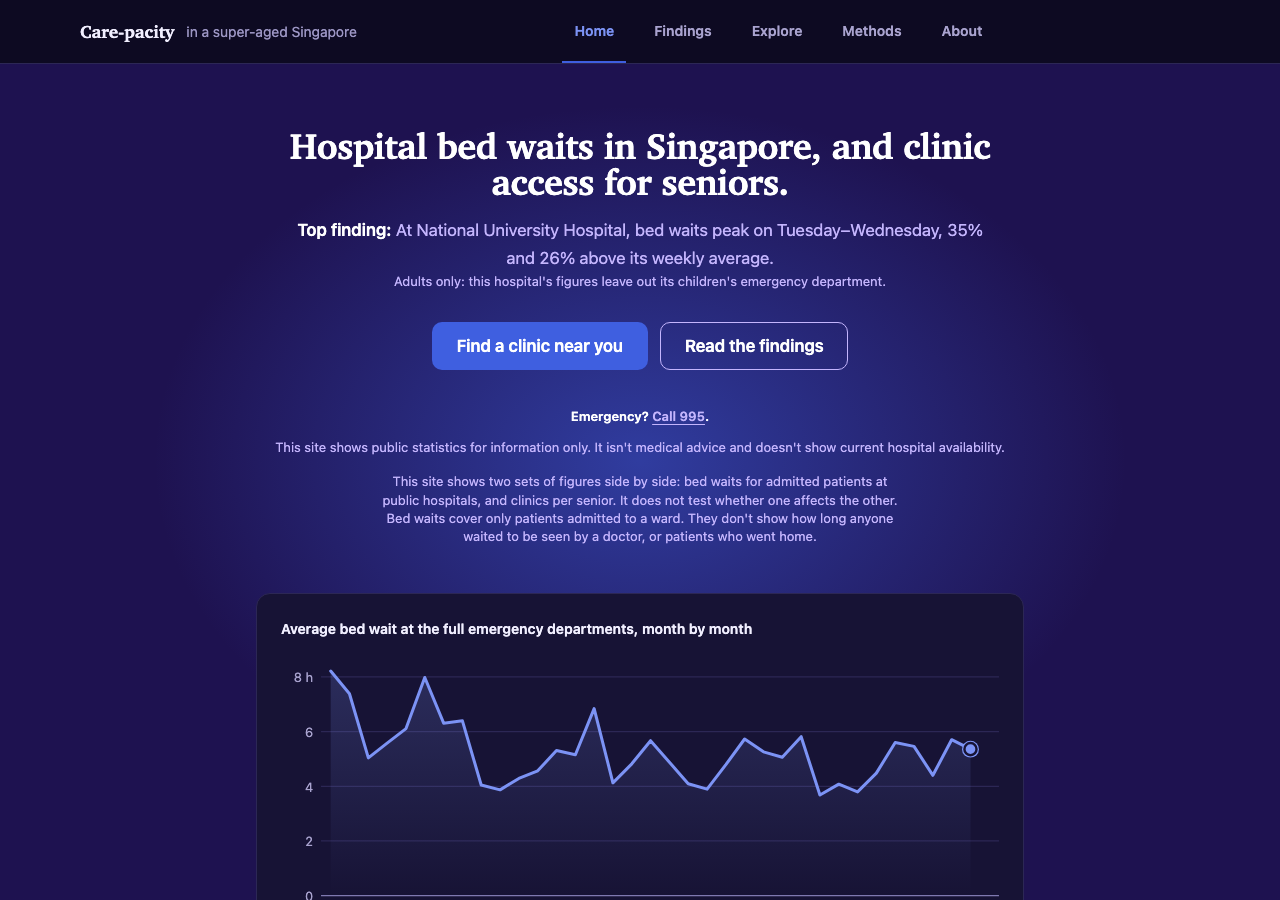 Care-pacity in a super-aged Singapore
Home Findings Explore Methods About
Hospital bed waits in Singapore, and clinic
access for seniors.
Top finding: At National University Hospital, bed waits peak on Tuesday–Wednesday, 35%
and 26% above its weekly average.
Adults only: this hospital's figures leave out its children's emergency department.
Find a clinic near you Read the findings
Emergency? Call 995.
This site shows public statistics for information only. It isn't medical advice and doesn't show current hospital availability.
This site shows two sets of figures side by side: bed waits for admitted patients at
public hospitals, and clinics per senior. It does not test whether one affects the other.
Bed waits cover only patients admitted to a ward. They don't show how long anyone
waited to be seen by a doctor, or patients who went home.
Average bed wait at the full emergency departments, month by month
8 h
6
4
2
0